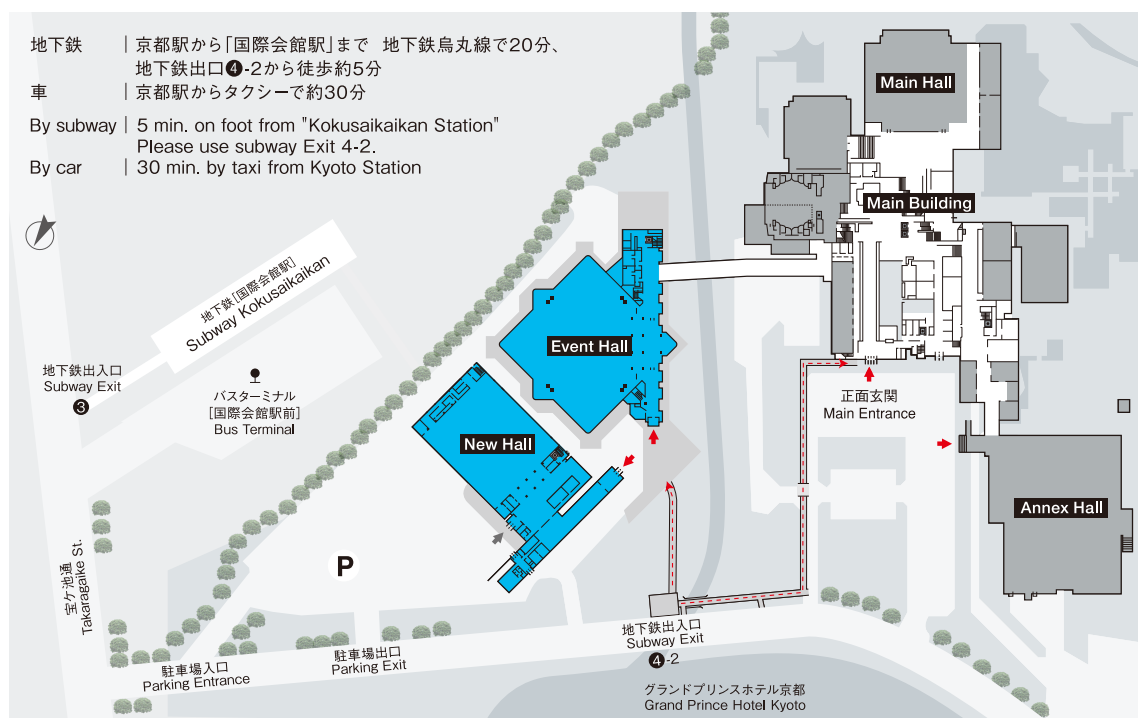 地下鉄 | 京都駅から「国際会館駅」まで 地下鉄烏丸線で20分、
地下鉄出口❹-2から徒歩約5分
車 | 京都駅からタクシーで約30分
By subway | 5 min. on foot from "Kokusaikaikan Station"
Please use subway Exit 4-2.
By car | 30 min. by taxi from Kyoto Station
Main Hall
Main Building
地下鉄[国際会館駅]
Subway Kokusaikaikan
Event Hall
地下鉄出入口
Subway Exit
❸
バスターミナル
[国際会館駅前]
Bus Terminal
正面玄関
Main Entrance
New Hall
Annex Hall
P
宝ケ池通
Takaragaike St.
地下鉄出入口
Subway Exit
❹-2
駐車場出口
Parking Exit
駐車場入口
Parking Entrance
グランドプリンスホテル京都
Grand Prince Hotel Kyoto